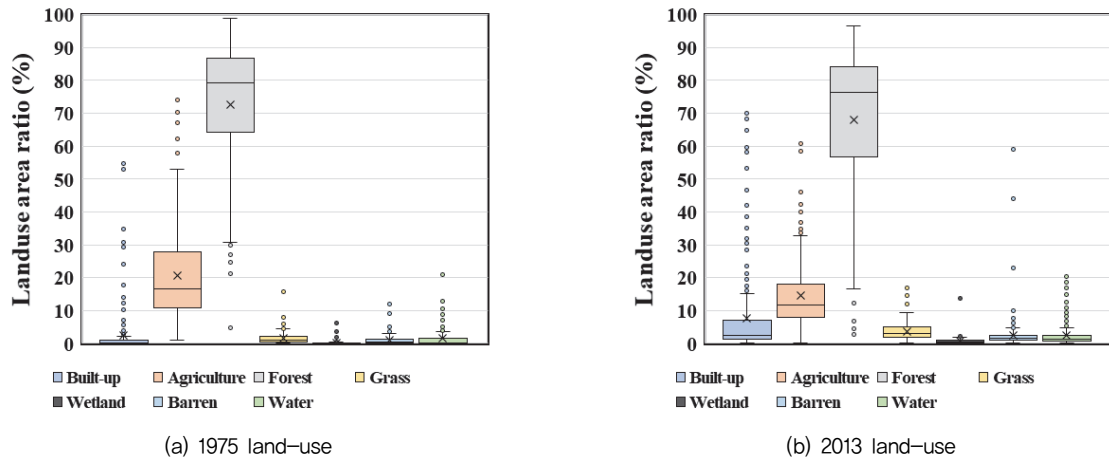 Landuse area ratio (%)
100
90
80
70
60
50
40
30
20
10
0
Built-up Agriculture Forest Grass
Wetland Barren Water
(a) 1975 land-use
Landuse area ratio (%)
100
90
80
70
60
50
40
30
20
10
0
Built-up Agriculture Forest Grass
Wetland Barren Water
(b) 2013 land-use